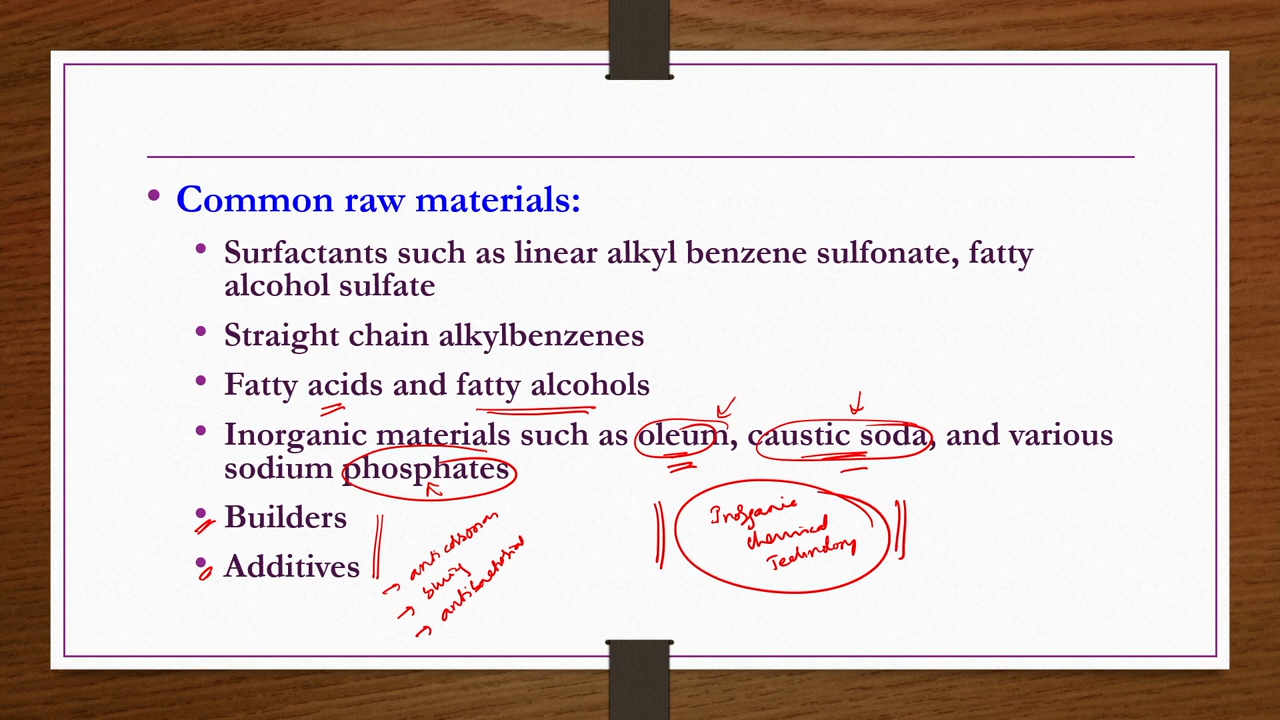 Common raw materials:
Surfactants such as linear alkyl benzene sulfonate, fatty
alcohol sulfate
Straight chain alkylbenzenes
Fatty acids and fatty alcohols
Inorganic materials such as oleum, caustic soda, and various
sodium phosphates
Builders
Additives
Inorganic
chemical
Technology